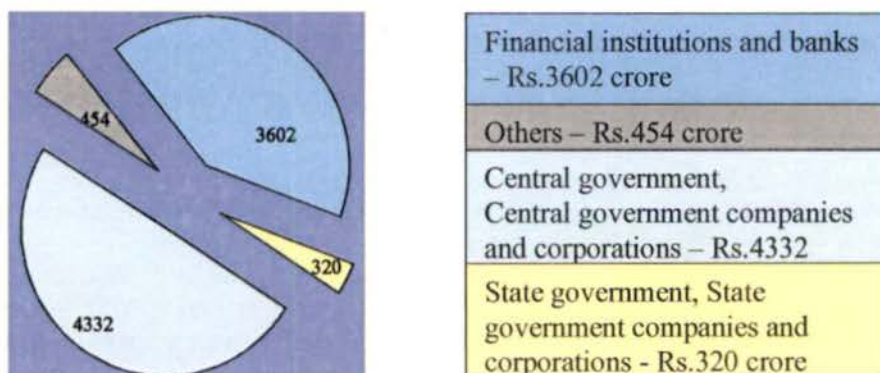 454
3602
320
4332
Financial institutions and banks
– Rs.3602 crore
Others – Rs.454 crore
Central government,
Central government companies
and corporations – Rs.4332
State government, State
government companies and
corporations - Rs.320 crore